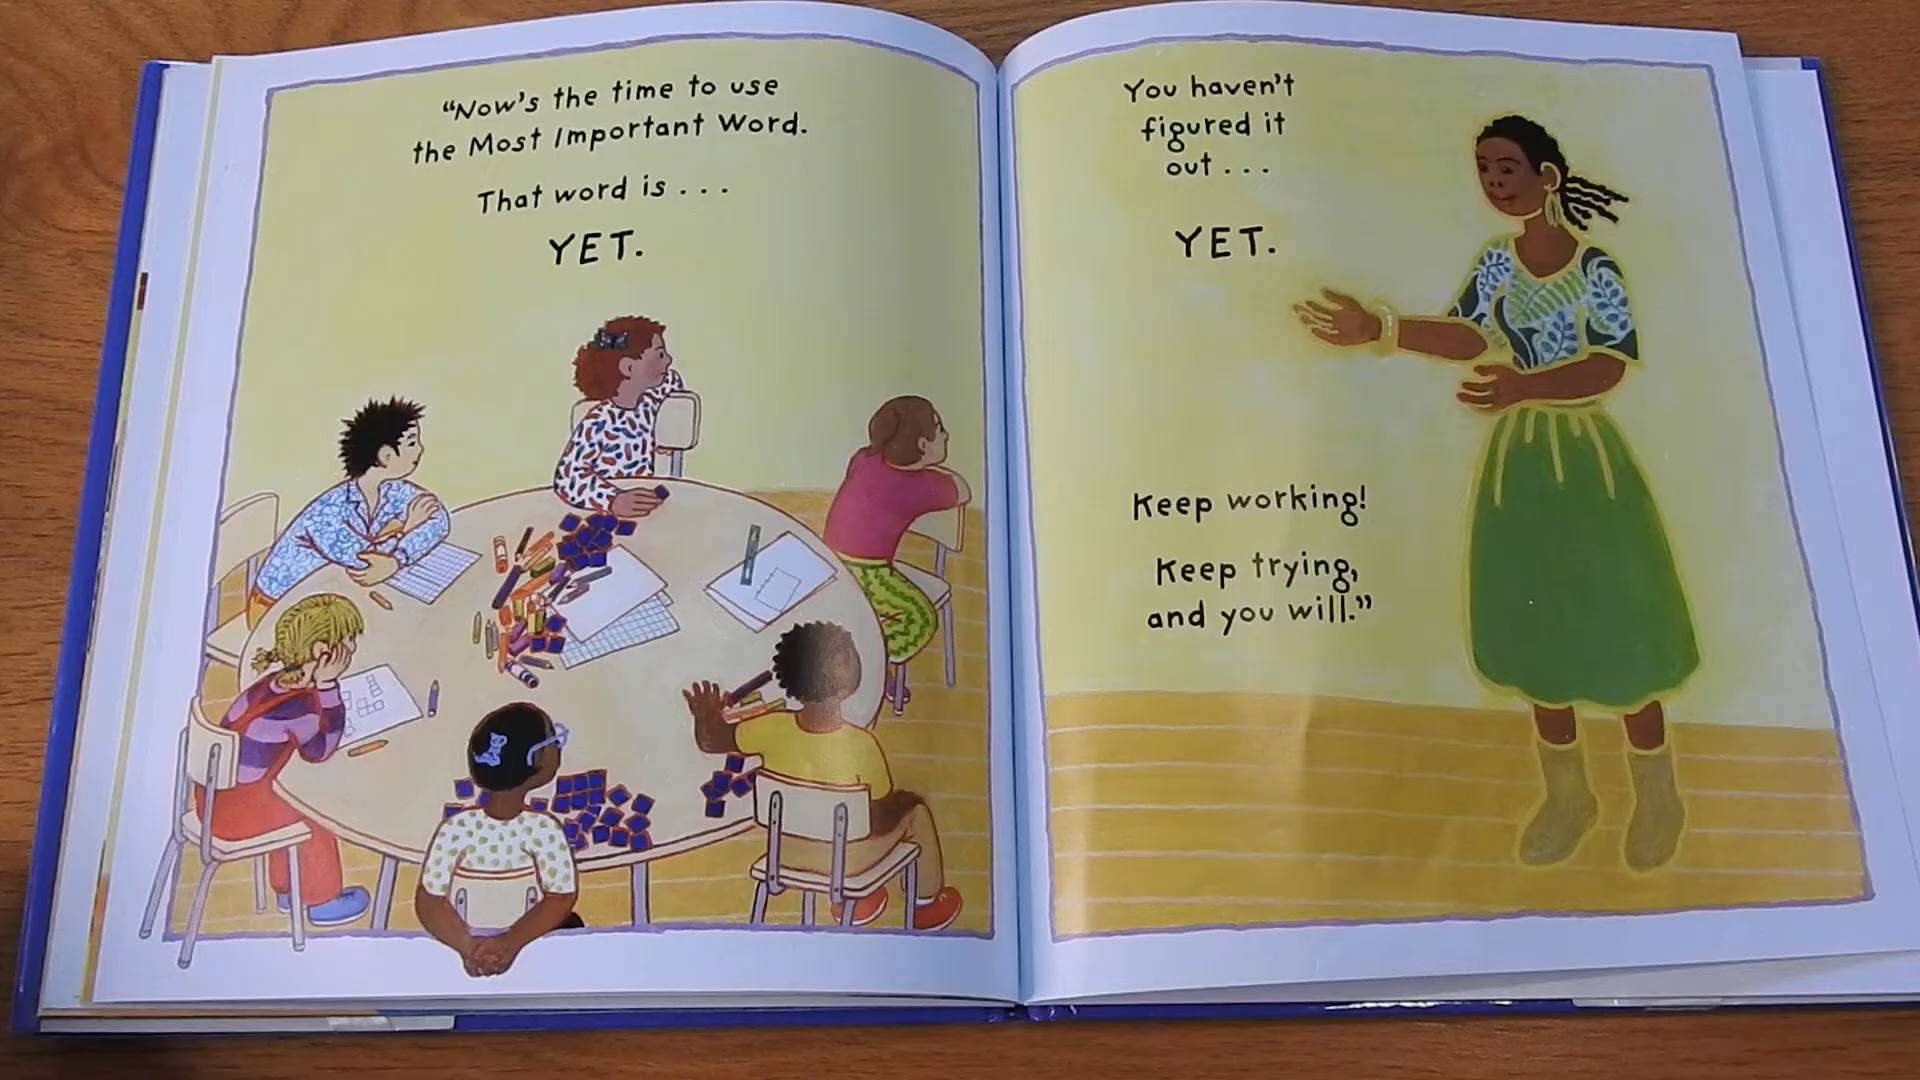 “Now’s the time to use
the Most Important Word.
That word is . . .
YET.
You haven’t
figured it
out . . .
YET.
Keep working!
Keep trying,
and you will.”